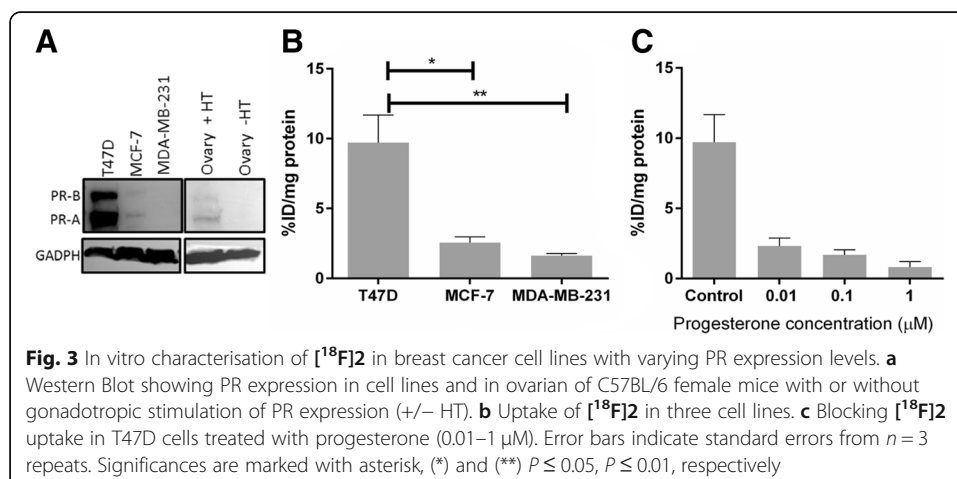 A
T47D
MCF-7
MDA-MB-231
Ovary + HT
Ovary -HT
PR-B
PR-A
GADPH
B
*
**
%ID/mg protein
15
10
5
0
T47D
MCF-7
MDA-MB-231
C
%ID/mg protein
15
10
5
0
Control
0.01
0.1
1
Progesterone concentration (μM)
Fig. 3 In vitro characterisation of [¹⁸F]2 in breast cancer cell lines with varying PR expression levels. a
Western Blot showing PR expression in cell lines and in ovarian of C57BL/6 female mice with or without
gonadotropic stimulation of PR expression (+/− HT). b Uptake of [¹⁸F]2 in three cell lines. c Blocking [¹⁸F]2
uptake in T47D cells treated with progesterone (0.01–1 μM). Error bars indicate standard errors from n = 3
repeats. Significances are marked with asterisk, (*) and (**) P ≤ 0.05, P ≤ 0.01, respectively